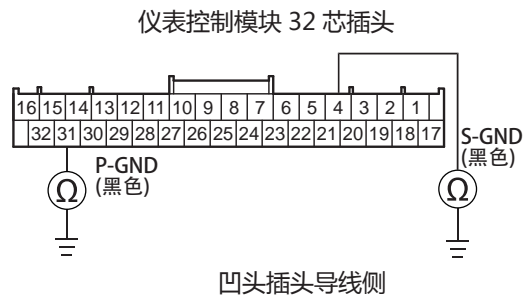 仪表控制模块 32 芯插头
16 15 14 13 12 11 10 9 8 7 6 5 4 3 2 1
32 31 30 29 28 27 26 25 24 23 22 21 20 19 18 17
P-GND
(黑色)
Ω
S-GND
(黑色)
Ω
凹头插头导线侧